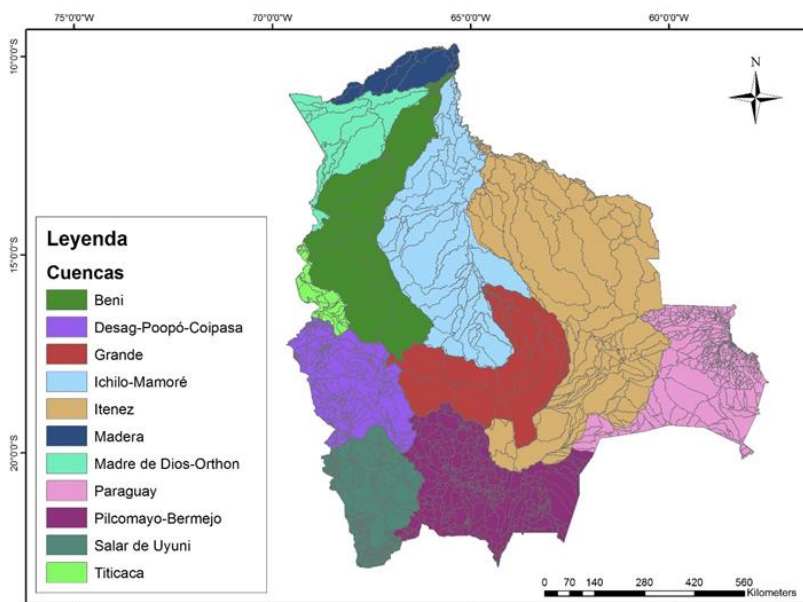 75°0'0"O 70°0'0"O 65°0'0"O 60°0'0"O
10°0'0"S
15°0'0"S
20°0'0"S
N
Leyenda
Cuencas
Beni
Desag-Poopó-Coipasa
Grande
Ichilo-Mamoré
Itenez
Madera
Madre de Dios-Orthon
Paraguay
Pilcomayo-Bermejo
Salar de Uyuni
Titicaca
0 70 140 280 420 560
Kilometers